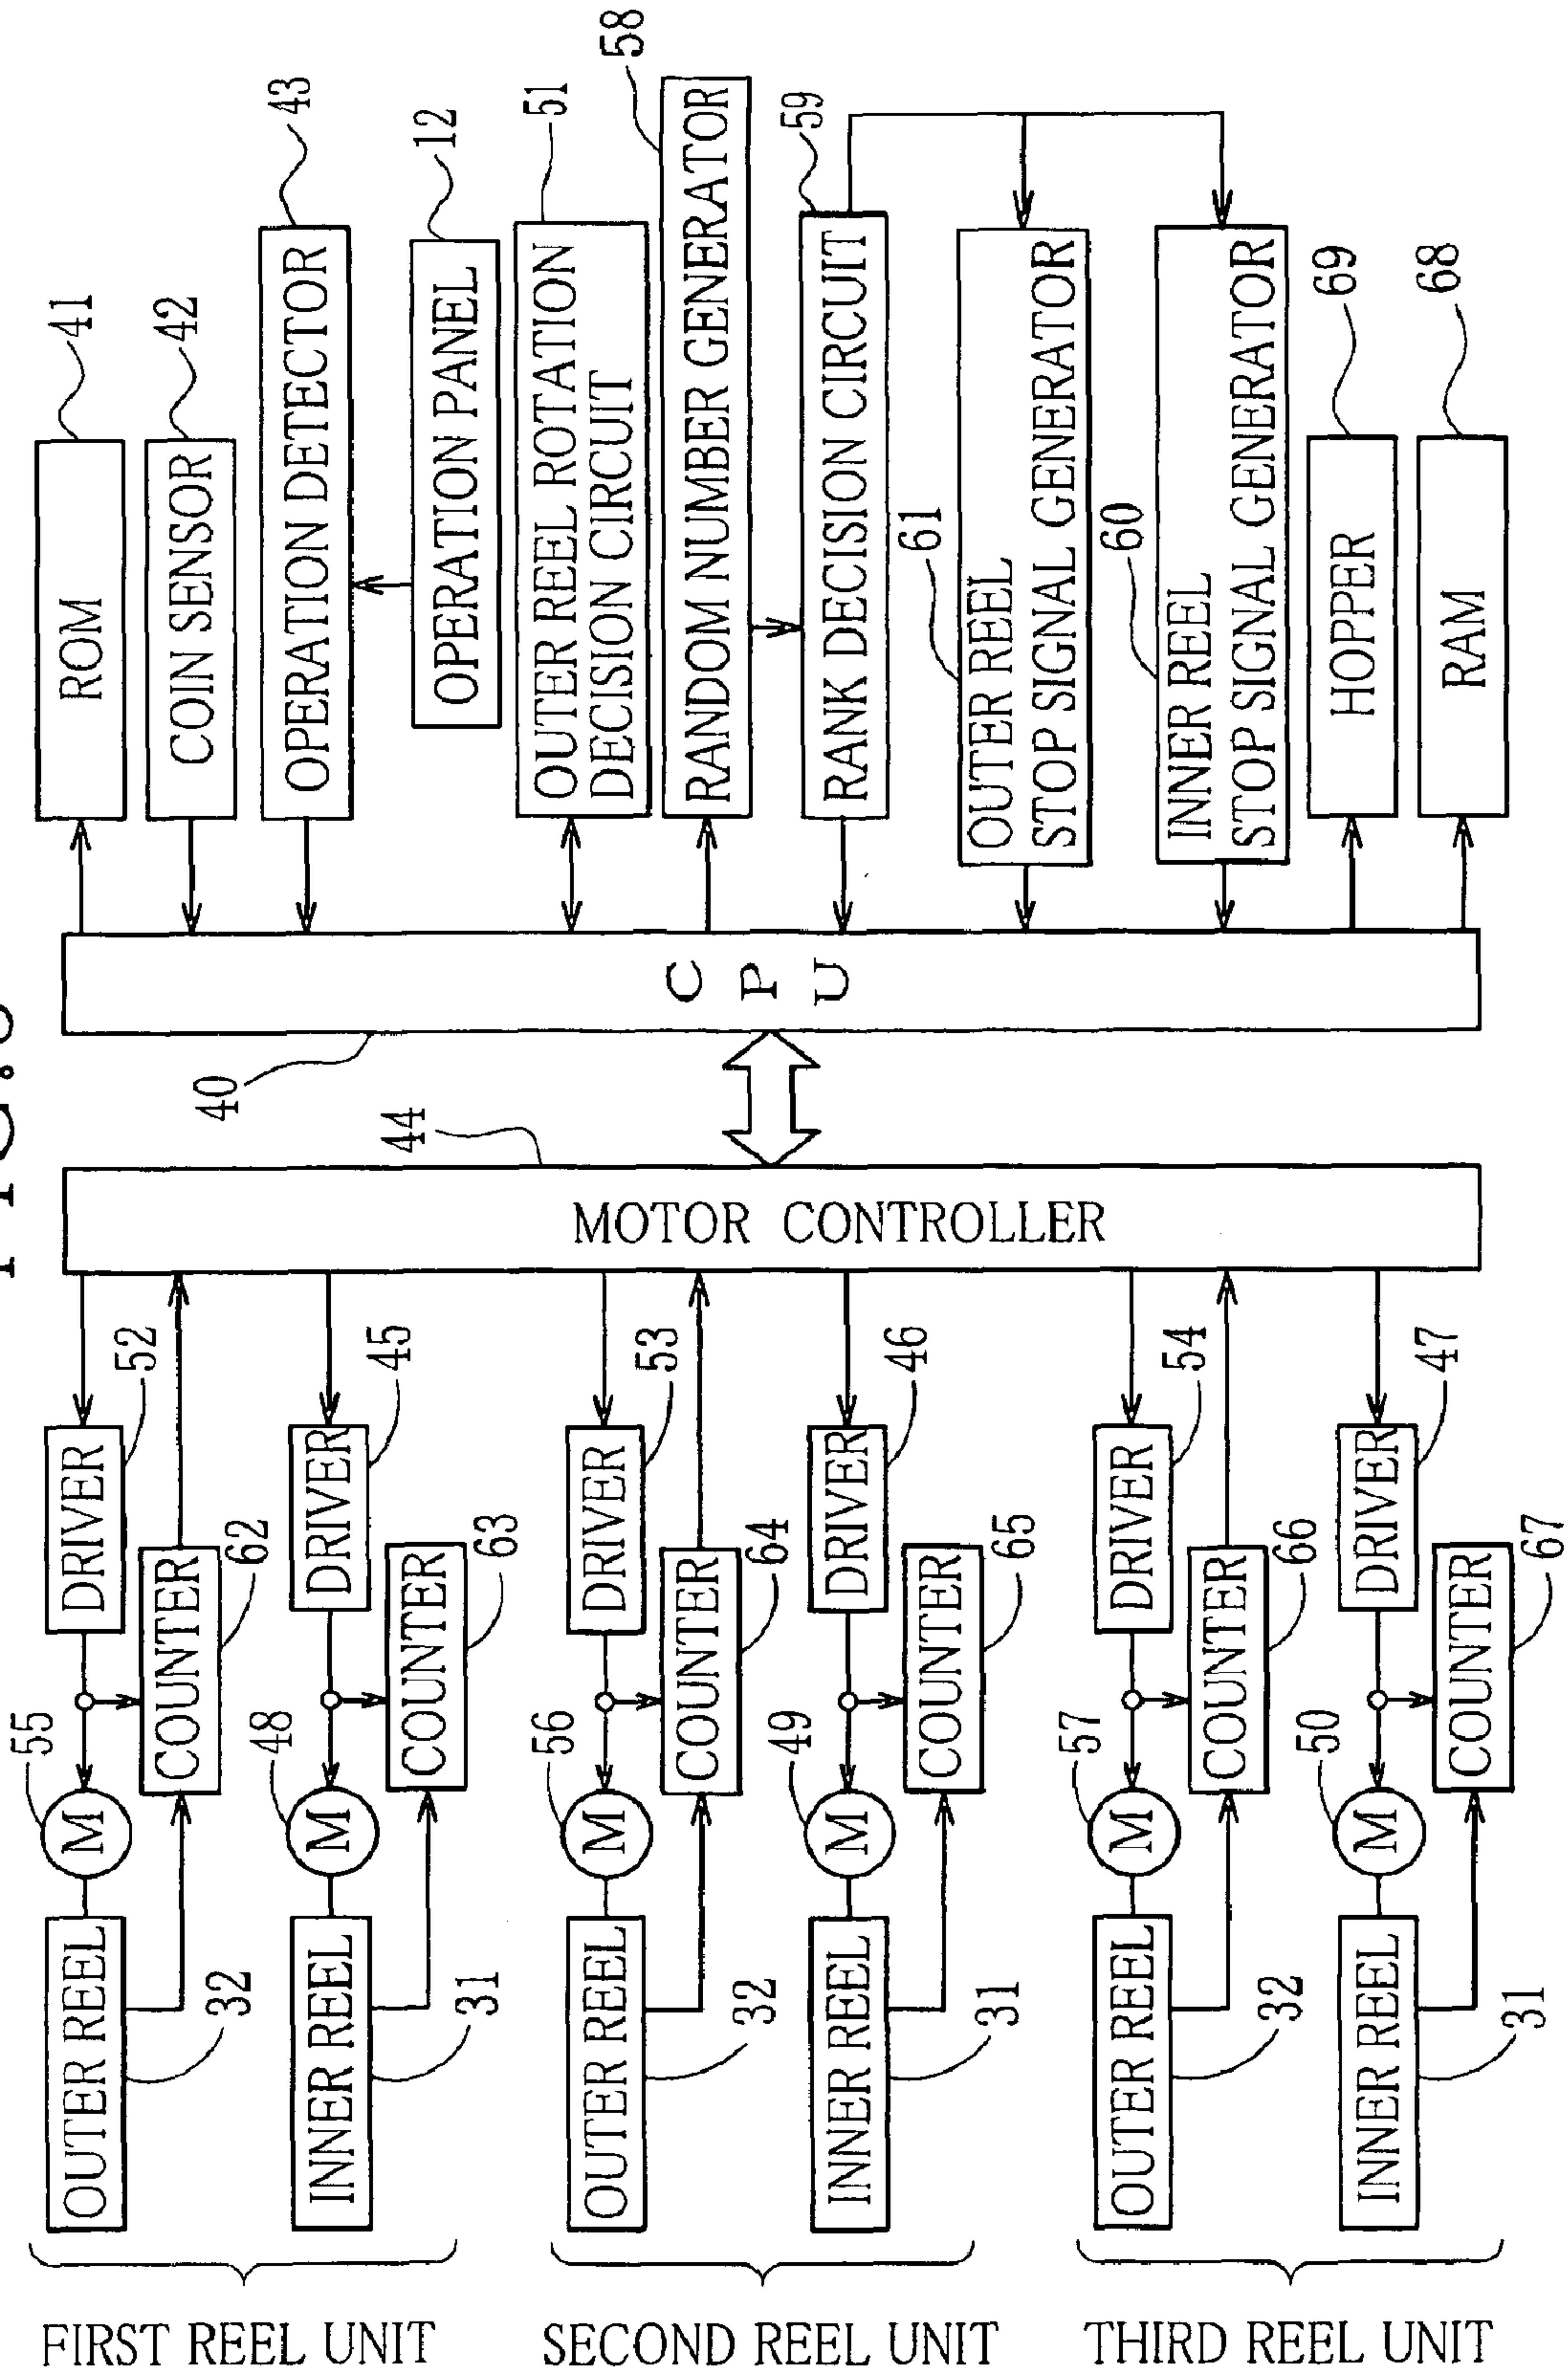 58
43
51
12
59
41
42
69
68
ROM
COIN SENSOR
OPERATION DETECTOR
OPERATION PANEL
OUTER REEL ROTATION
DECISION CIRCUIT
RANDOM NUMBER GENERATOR
RANK DECISION CIRCUIT
61
OUTER REEL
STOP SIGNAL GENERATOR
60
INNER REEL
STOP SIGNAL GENERATOR
HOPPER
RAM
CPU
40
44
FIG.
MOTOR CONTROLLER
52
45
53
46
54
47
DRIVER
DRIVER
DRIVER
DRIVER
DRIVER
DRIVER
62
63
64
65
66
67
COUNTER
COUNTER
COUNTER
COUNTER
COUNTER
COUNTER
55
48
56
49
57
50
M
M
M
M
M
M
OUTER REEL
INNER REEL
OUTER REEL
INNER REEL
OUTER REEL
INNER REEL
32
31
32
31
32
31
FIRST REEL UNIT
SECOND REEL UNIT
THIRD REEL UNIT